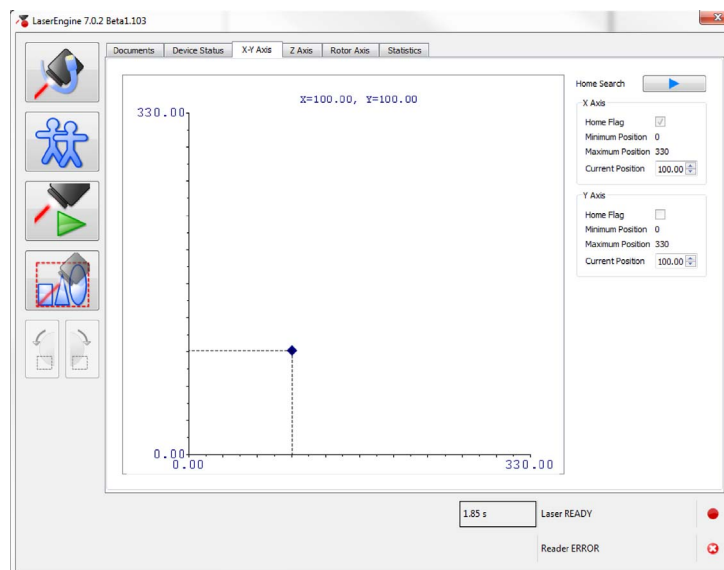 LaserEngine 7.0.2 Beta1.103
Documents Device Status X-Y Axis Z Axis Rotor Axis Statistics
X=100.00, Y=100.00
330.00
0.00
0.00 330.00
Home Search
X Axis
Home Flag
Minimum Position 0
Maximum Position 330
Current Position 100.00
Y Axis
Home Flag
Minimum Position 0
Maximum Position 330
Current Position 100.00
1.85 s Laser READY
Reader ERROR